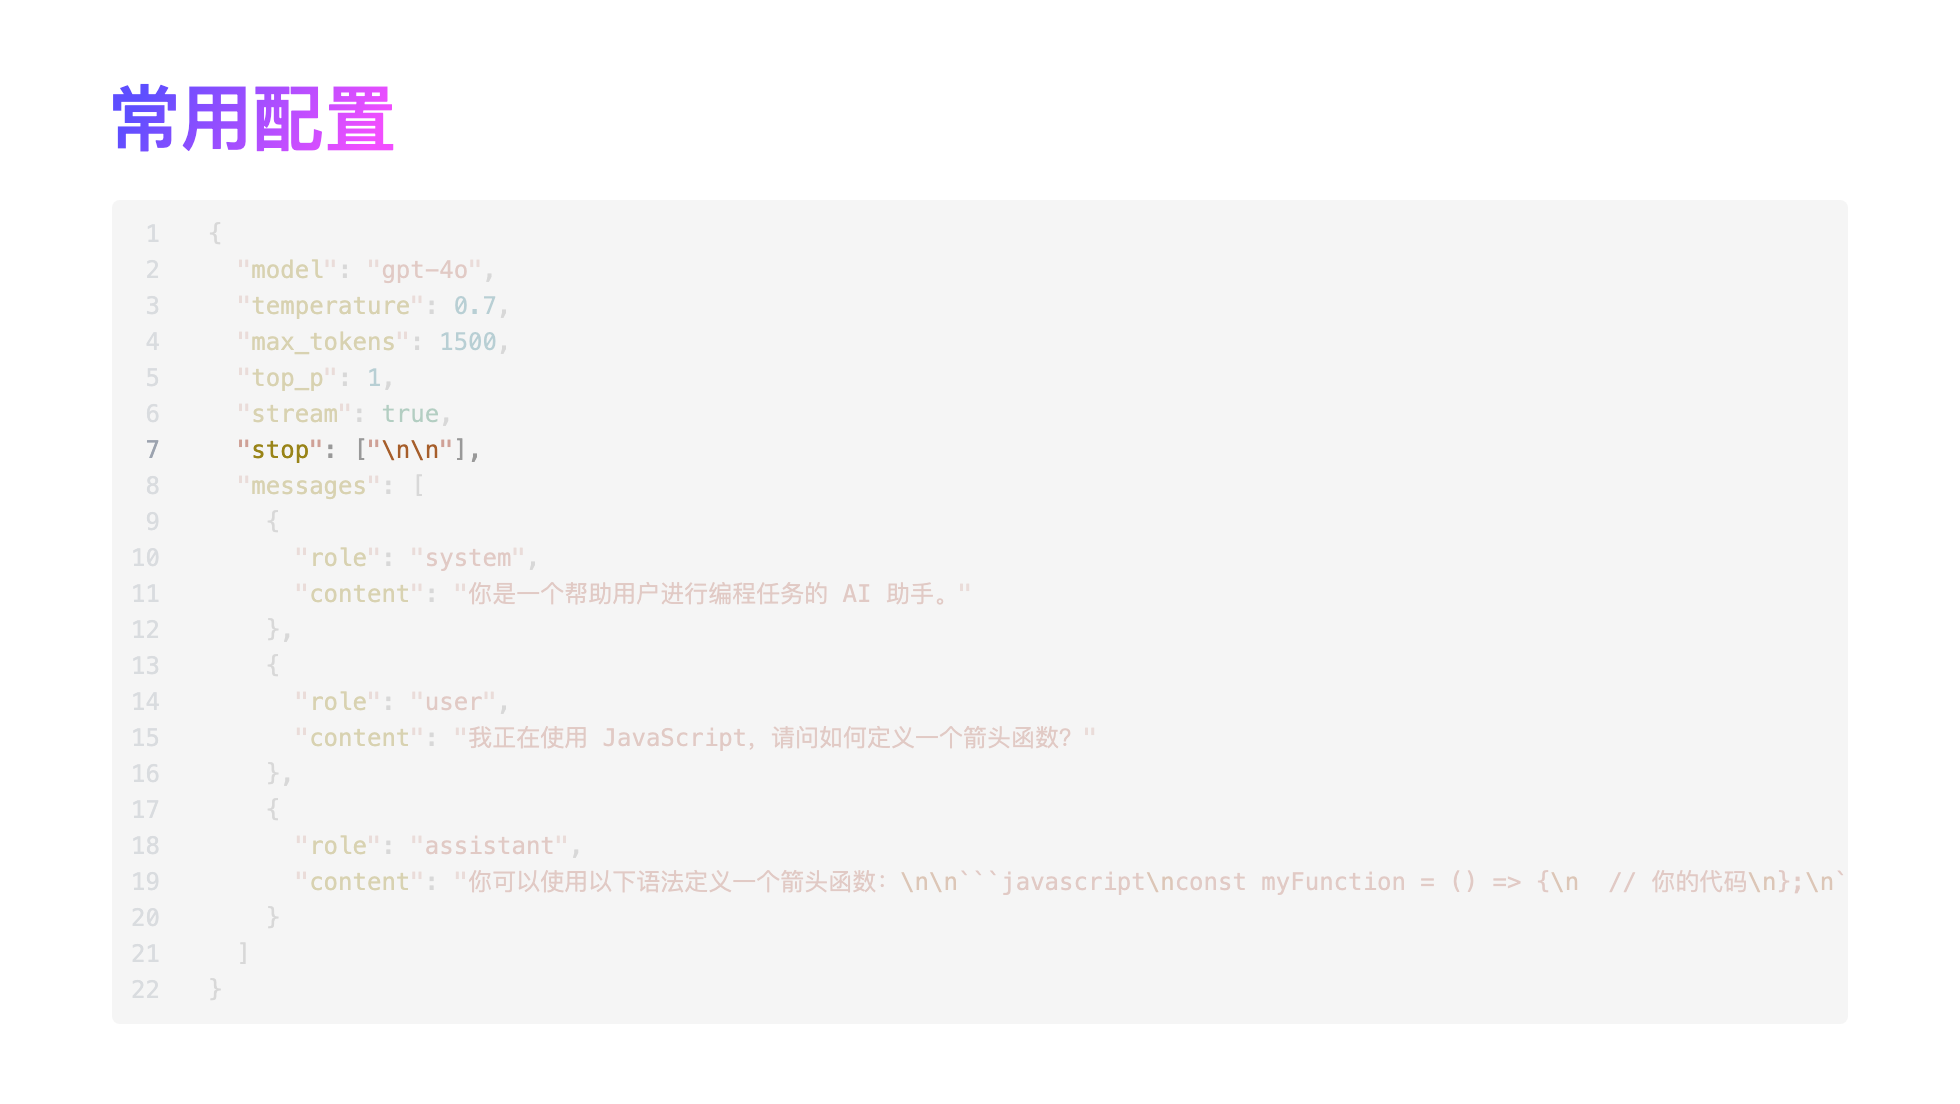 常用配置
1 {
2   "model": "gpt-4o",
3   "temperature": 0.7,
4   "max_tokens": 1500,
5   "top_p": 1,
6   "stream": true,
7   "stop": ["\n\n"],
8   "messages": [
9     {
10       "role": "system",
11       "content": "你是一个帮助用户进行编程任务的 AI 助手。"
12     },
13     {
14       "role": "user",
15       "content": "我正在使用 JavaScript，请问如何定义一个箭头函数？"
16     },
17     {
18       "role": "assistant",
19       "content": "你可以使用以下语法定义一个箭头函数：\n\n```javascript\nconst myFunction = () => {\n  // 你的代码\n};\n`
20     }
21   ]
22 }